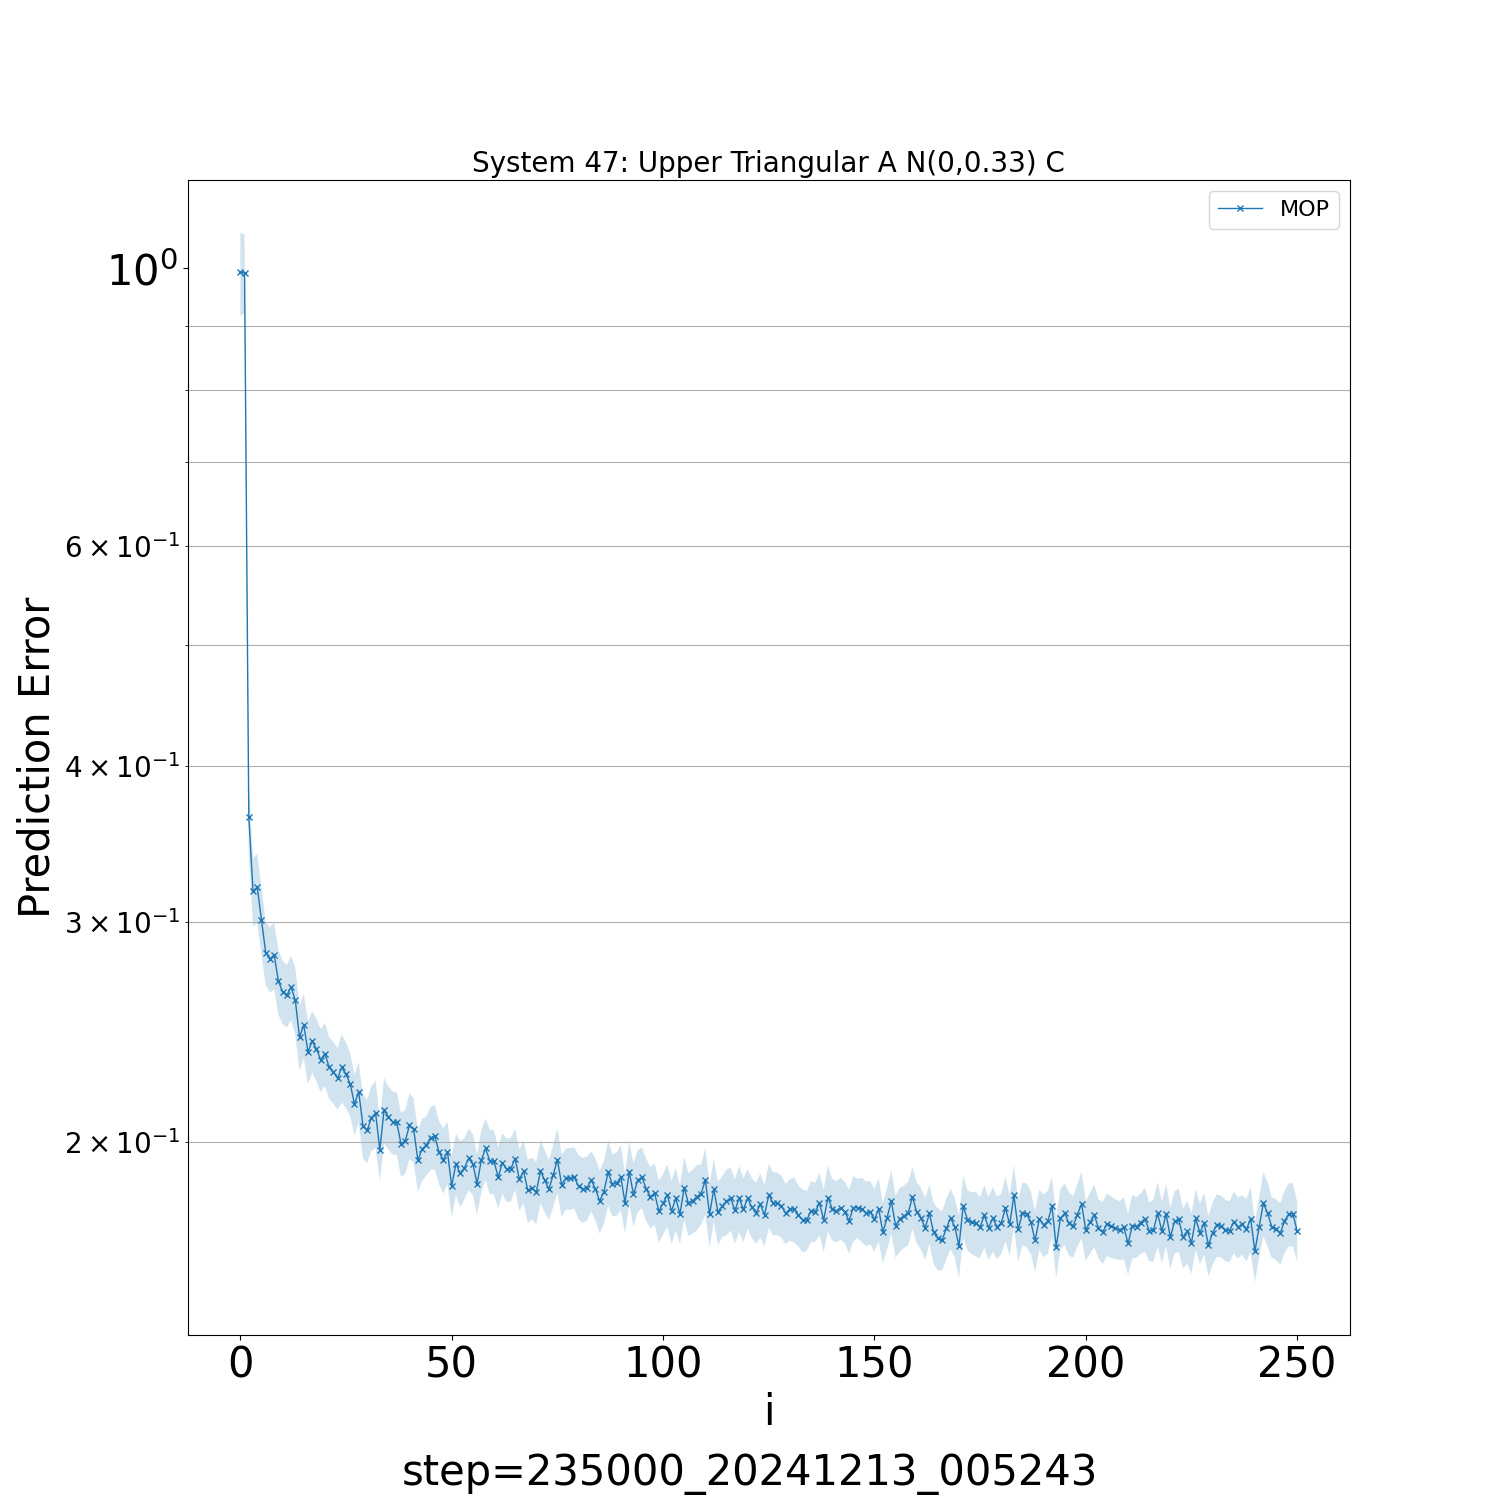 System 47: Upper Triangular A N(0,0.33) C
MOP
10⁰
6 × 10⁻¹
4 × 10⁻¹
3 × 10⁻¹
2 × 10⁻¹
Prediction Error
0 50 100 150 200 250
i
step=235000_20241213_005243